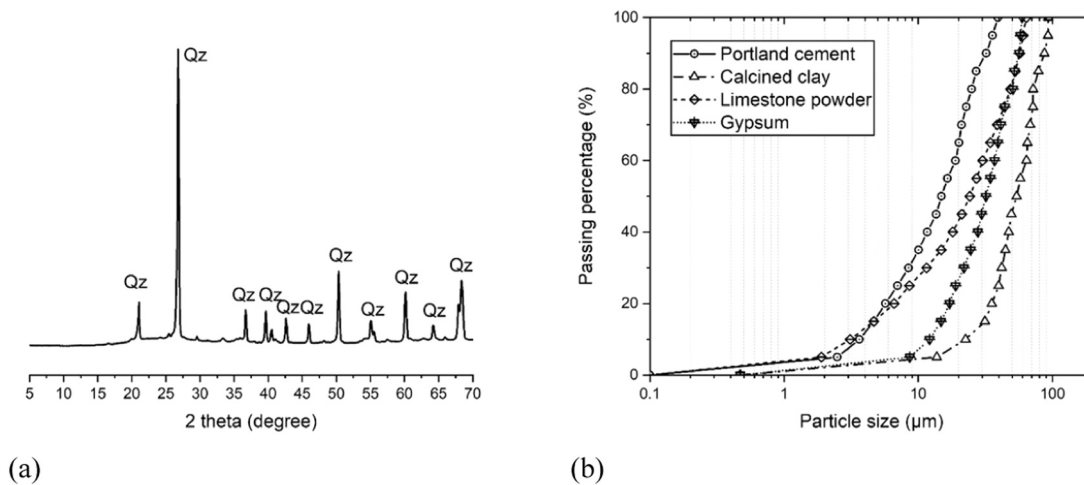 Qz
Qz
Qz
Qz
Qz
Qz
Qz
Qz
Qz
Qz
Qz
5 10 15 20 25 30 35 40 45 50 55 60 65 70
2 theta (degree)
(a)
Portland cement
Calcined clay
Limestone powder
Gypsum
Passing percentage (%)
100
80
60
40
20
0
0.1 1 10 100
Particle size (µm)
(b)